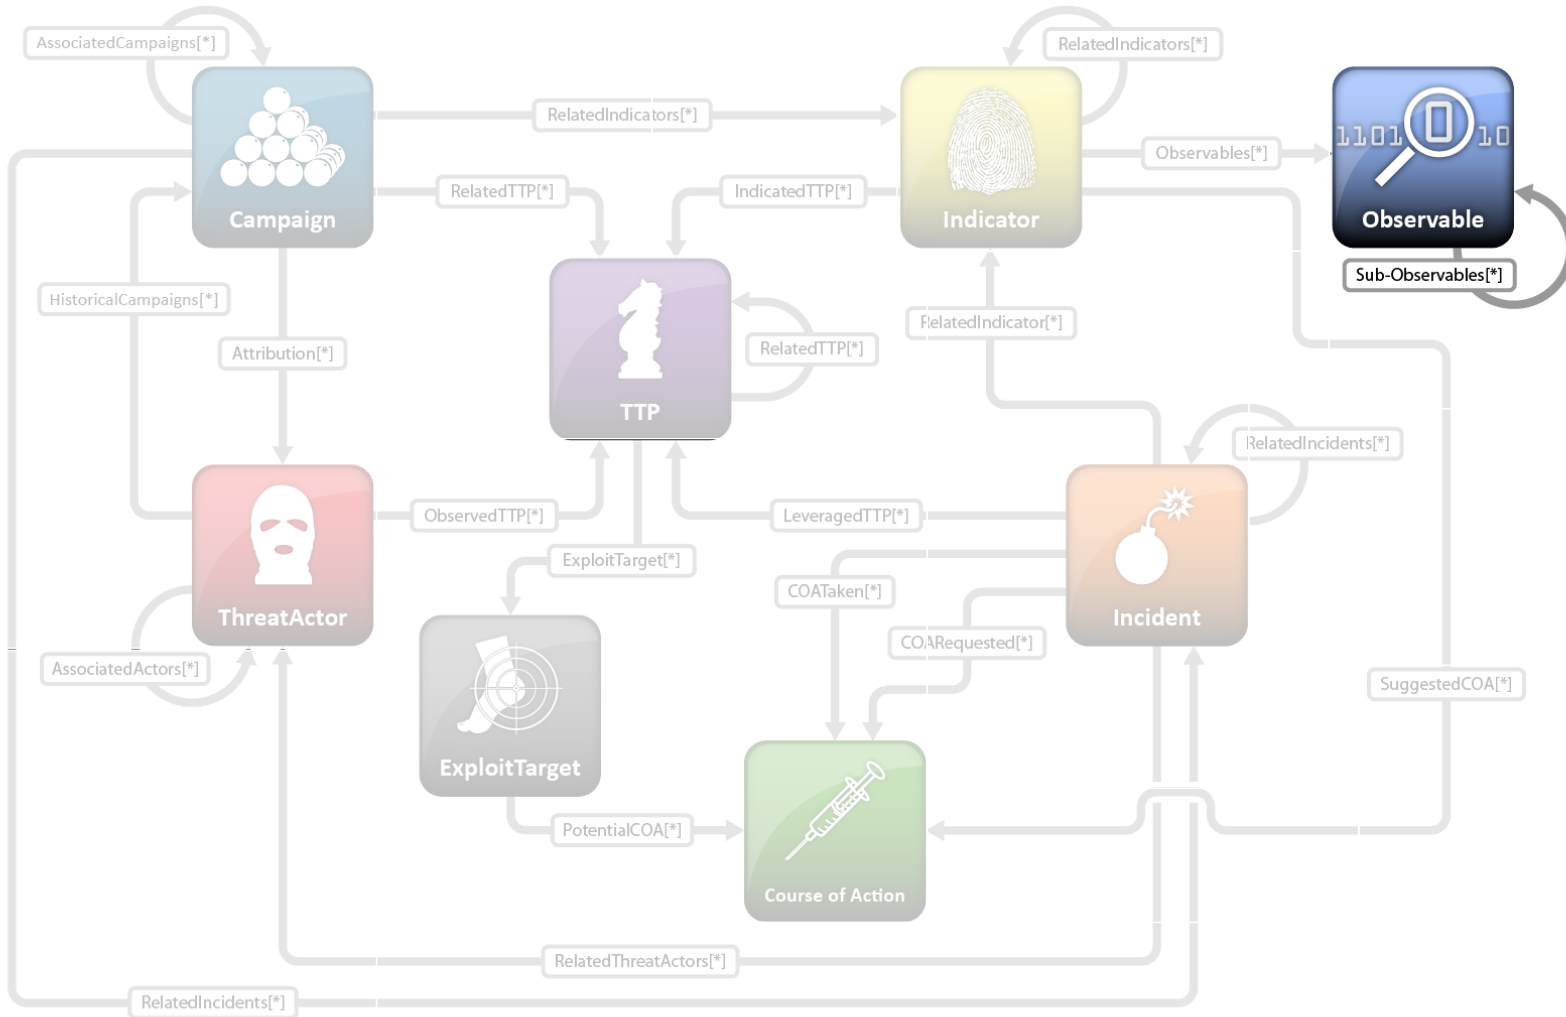 AssociatedCampaigns[*]
RelatedIndicators[*]
RelatedIndicators[*]
1101 0 10
Observables[*]
RelatedTTP[*]
IndicatedTTP[*]
Campaign
Indicator
Observable
Sub-Observables[*]
HistoricalCampaigns[*]
RelatedIndicator[*]
Attribution[*]
RelatedTTP[*]
TTP
RelatedIncidents[*]
ObservedTTP[*]
LeveragedTTP[*]
ExploitTarget[*]
COATaken[*]
ThreatActor
Incident
COARequested[*]
AssociatedActors[*]
SuggestedCOA[*]
ExploitTarget
PotentialCOA[*]
Course of Action
RelatedThreatActors[*]
RelatedIncidents[*]